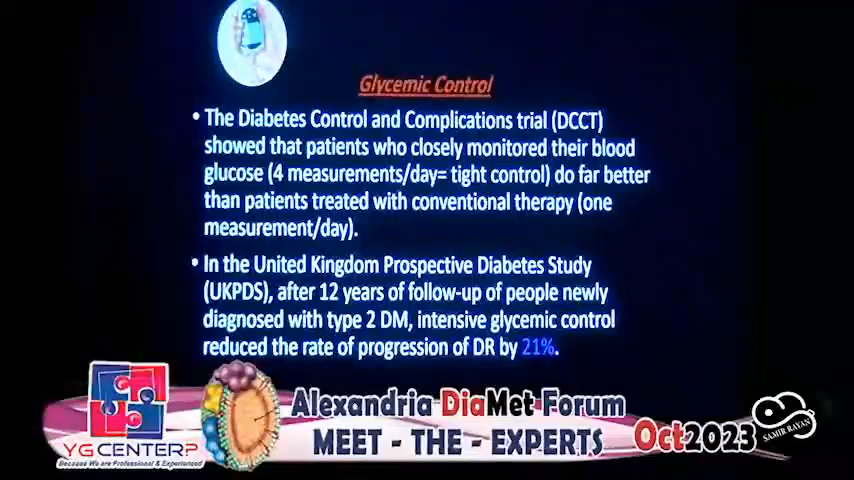 Glycemic Control
• The Diabetes Control and Complications trial (DCCT)
showed that patients who closely monitored their blood
glucose (4 measurements/day= tight control) do far better
than patients treated with conventional therapy (one
measurement/day).
• In the United Kingdom Prospective Diabetes Study
(UKPDS), after 12 years of follow-up of people newly
diagnosed with type 2 DM, intensive glycemic control
reduced the rate of progression of DR by 21%.
Alexandria DiaMet Forum
MEET - THE - EXPERTS
Oct2023
SAMIR RAYAN
YGCENTERP
Because We are Professional & Experienced